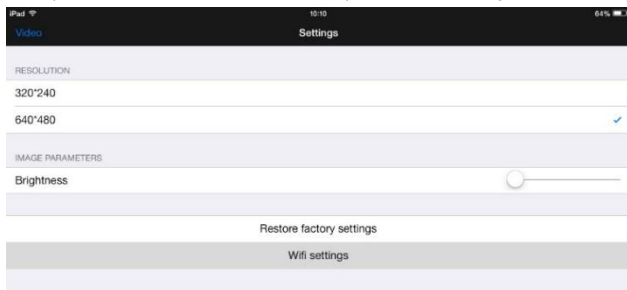 iPad 10:10 64%
Video Settings
RESOLUTION
320*240
640*480
IMAGE PARAMETERS
Brightness
Restore factory settings
Wifi settings